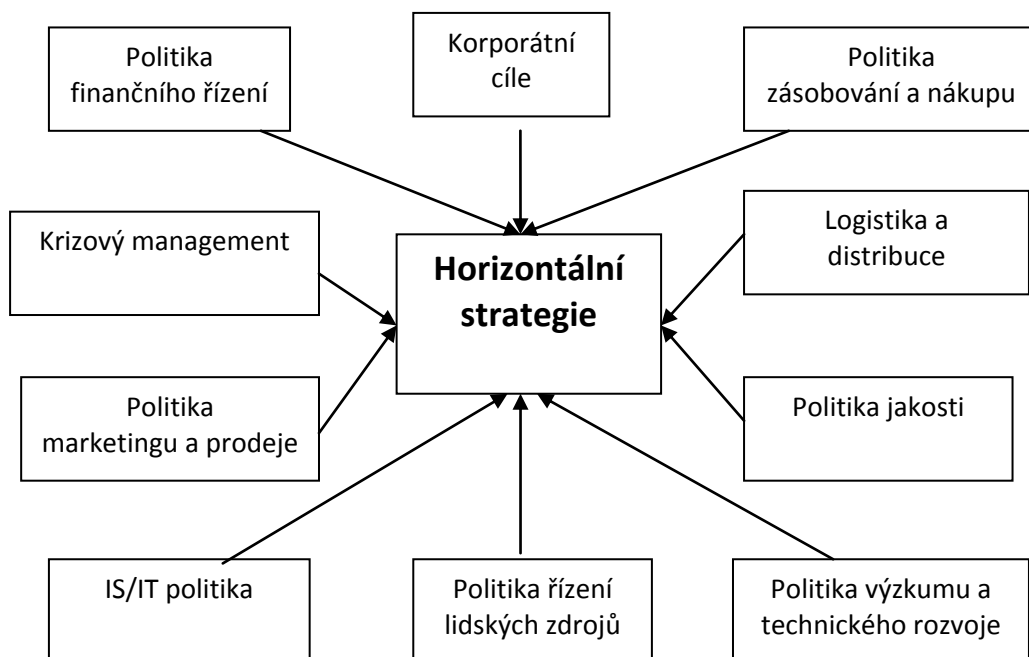 Politika
finančního řízení
Korporátní
cíle
Politika
zásobování a nákupu
Krizový management
Horizontální
strategie
Logistika a
distribuce
Politika
marketingu a prodeje
Politika jakosti
IS/IT politika
Politika řízení
lidských zdrojů
Politika výzkumu a
technického rozvoje